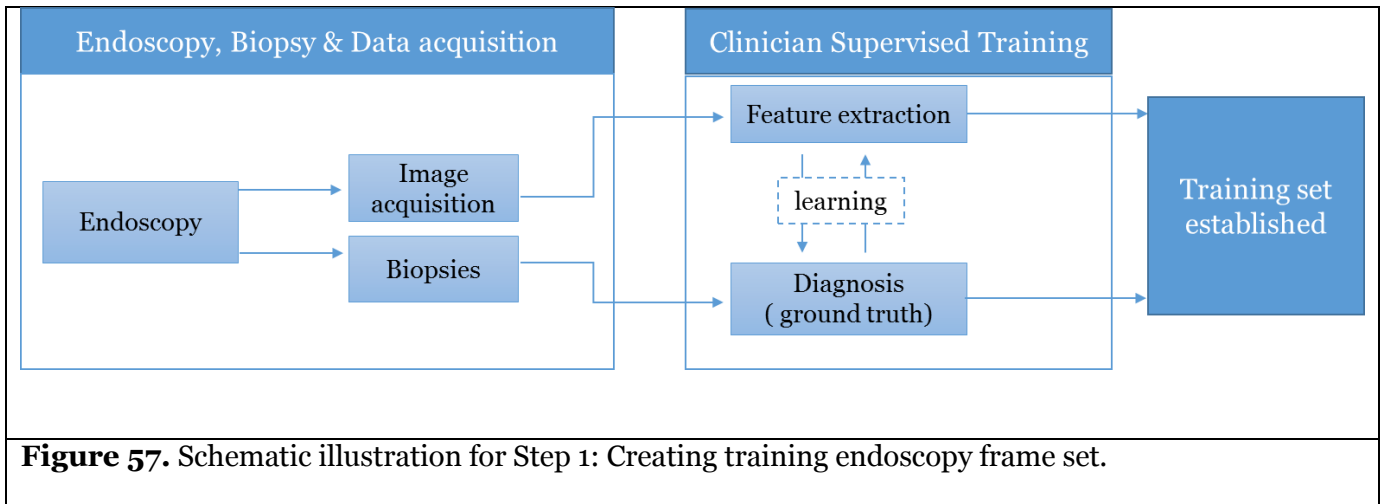 Endoscopy, Biopsy & Data acquisition
Clinician Supervised Training
Endoscopy
Image
acquisition
Biopsies
Feature extraction
learning
Diagnosis
( ground truth)
Training set
established
Figure 57. Schematic illustration for Step 1: Creating training endoscopy frame set.